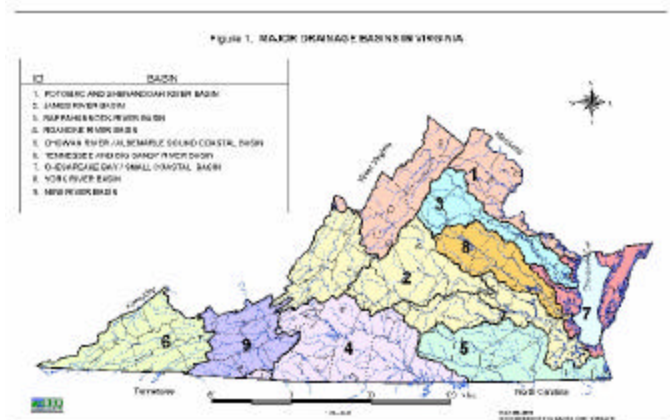 Figure 1. MAJOR DRAINAGE BASINS IN VIRGINIA
ID BASIN
1. POTOMAC AND SHENANDOAH RIVER BASIN
2. JAMES RIVER BASIN
3. RAPPAHANNOCK RIVER BASIN
4. ROANOKE RIVER BASIN
5. CHOWAN RIVER / ALBEMARLE SOUND COASTAL BASIN
6. TENNESSEE AND BIG SANDY RIVER BASIN
7. CHESAPEAKE BAY / SMALL COASTAL BASIN
8. YORK RIVER BASIN
9. NEW RIVER BASIN
West Virginia
Maryland
1
3
8
2
7
6
9
4
5
Tennessee
North Carolina